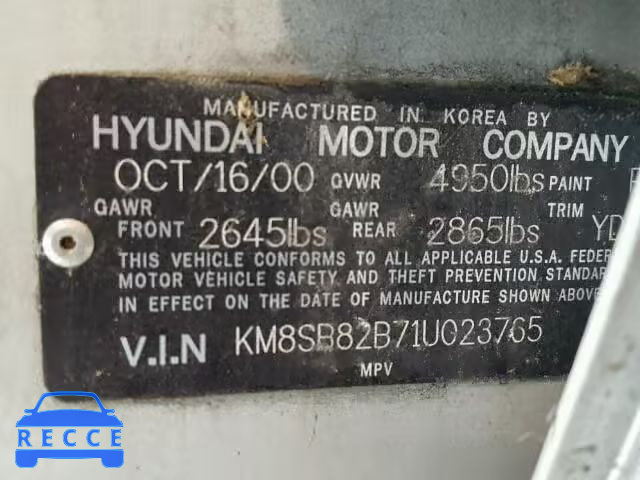 MANUFACTURED IN KOREA BY
HYUNDAI MOTOR COMPANY
OCT/16/00 GVWR 4950lbs PAINT
GAWR GAWR TRIM
FRONT 2645lbs REAR 2865lbs YD
THIS VEHICLE CONFORMS TO ALL APPLICABLE U.S.A. FEDER
MOTOR VEHICLE SAFETY AND THEFT PREVENTION STANDAR
IN EFFECT ON THE DATE OF MANUFACTURE SHOWN ABOVE.
V.I.N KM8SB82B71U023765
MPV
RECCE